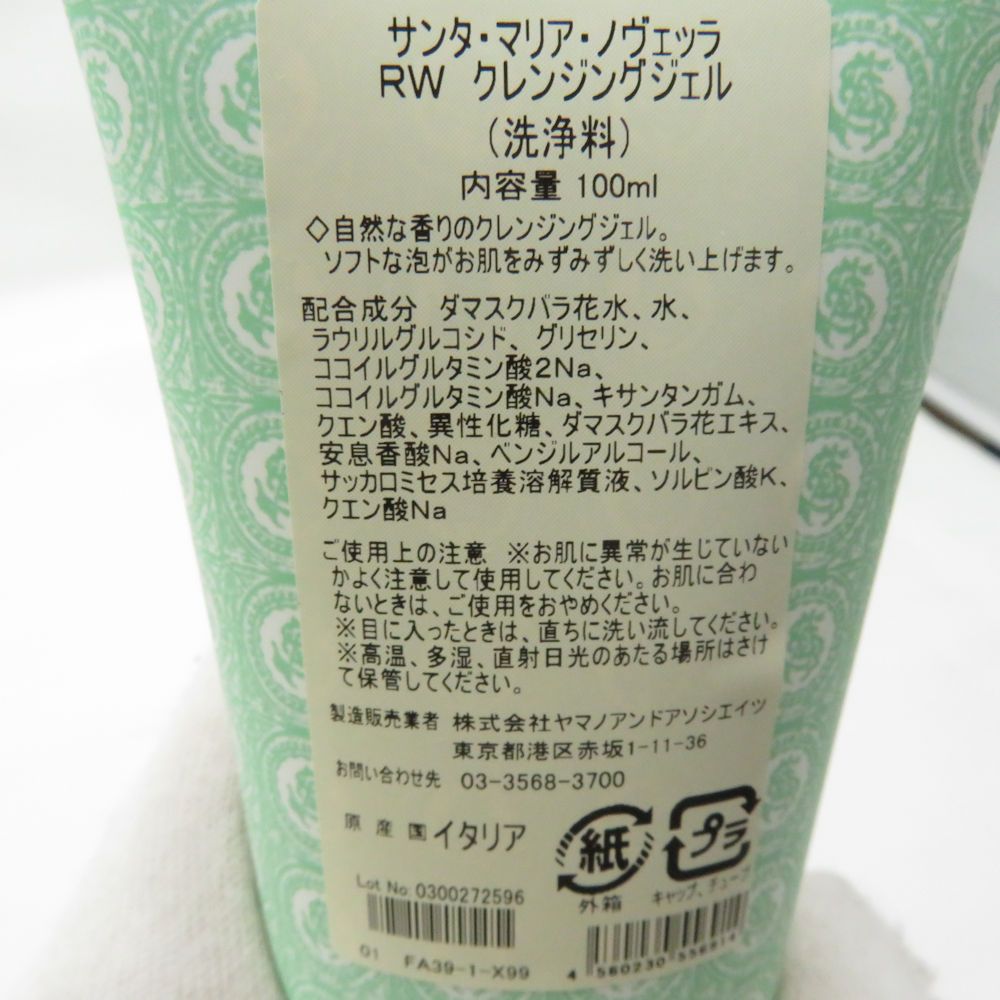 サンタ・マリア・ノヴェッラ
RW クレンジングジェル
(洗浄料)
内容量 100ml
◇自然な香りのクレンジングジェル。
ソフトな泡がお肌をみずみずしく洗い上げます。
配合成分 ダマスクバラ花水、水、
ラウリルグルコシド、グリセリン、
ココイルグルタミン酸2Na、
ココイルグルタミン酸Na、キサンタンガム、
クエン酸、異性化糖、ダマスクバラ花エキス、
安息香酸Na、ベンジルアルコール、
サッカロミセス培養溶解質液、ソルビン酸K、
クエン酸Na
ご使用上の注意 ※お肌に異常が生じていない
かよく注意して使用してください。お肌に合わ
ないときは、ご使用をおやめください。
※目に入ったときは、直ちに洗い流してください。
※高温、多湿、直射日光のあたる場所はさけ
て保管してください。
製造販売業者 株式会社ヤマノアンドアソシエイツ
東京都港区赤坂1-11-36
お問い合わせ先 03-3568-3700
原産国イタリア
紙
プラ
外箱 キャップ、チューブ
Lot No: 0300272596
01 FA39-1-X99
4 560230 556814